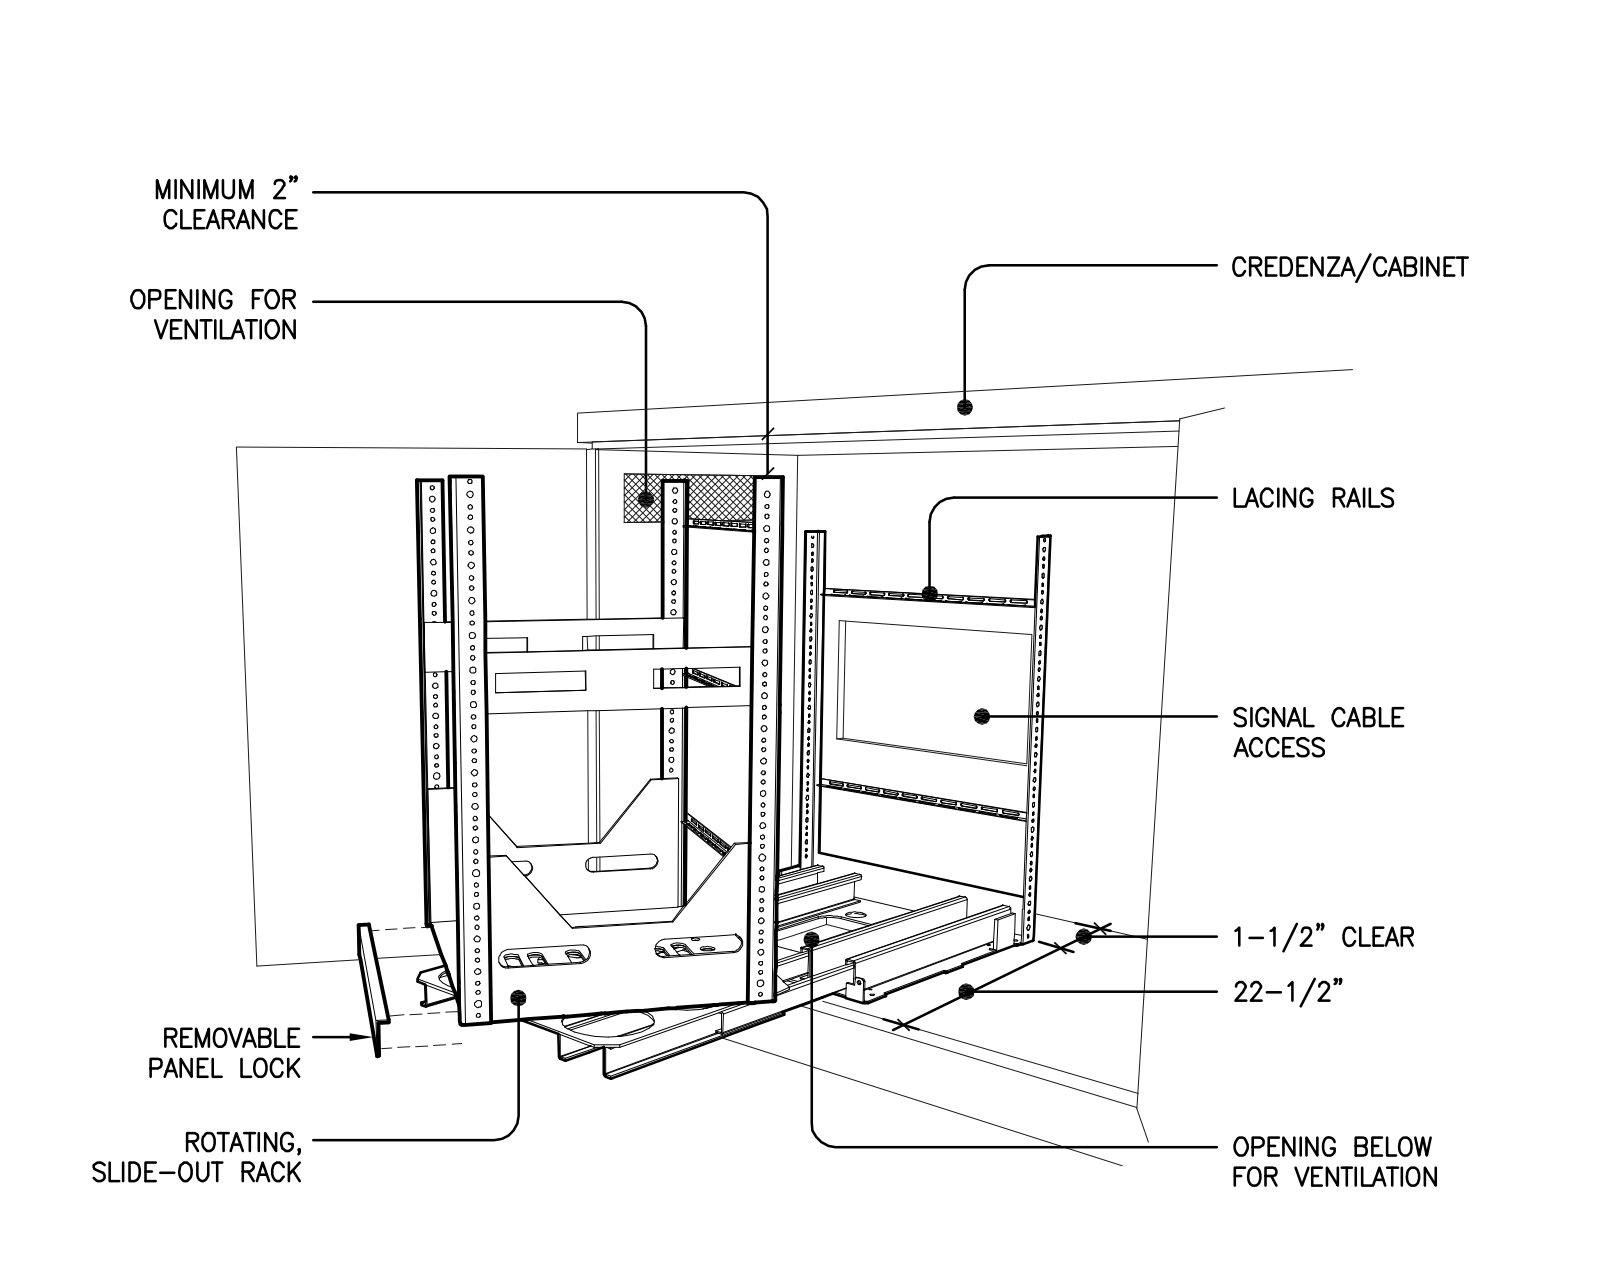 MINIMUM 2”
CLEARANCE
OPENING FOR
VENTILATION
CREDENZA/CABINET
LACING RAILS
SIGNAL CABLE
ACCESS
1-1/2” CLEAR
22-1/2”
REMOVABLE
PANEL LOCK
ROTATING,
SLIDE-OUT RACK
OPENING BELOW
FOR VENTILATION